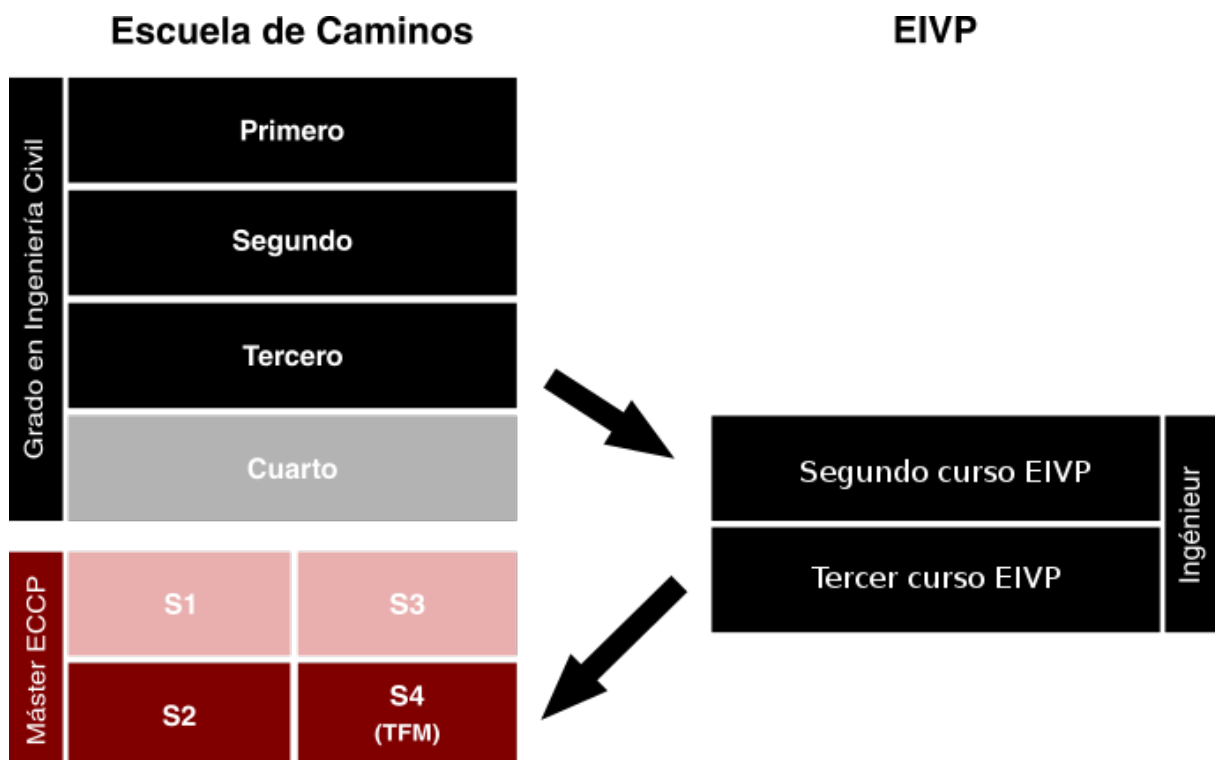 Escuela de Caminos
EIVP
Grado en Ingeniería Civil
Primero
Segundo
Tercero
Cuarto
Segundo curso EIVP
Tercer curso EIVP
Ingénieur
Máster ECCP
S1
S3
S2
S4
(TFM)